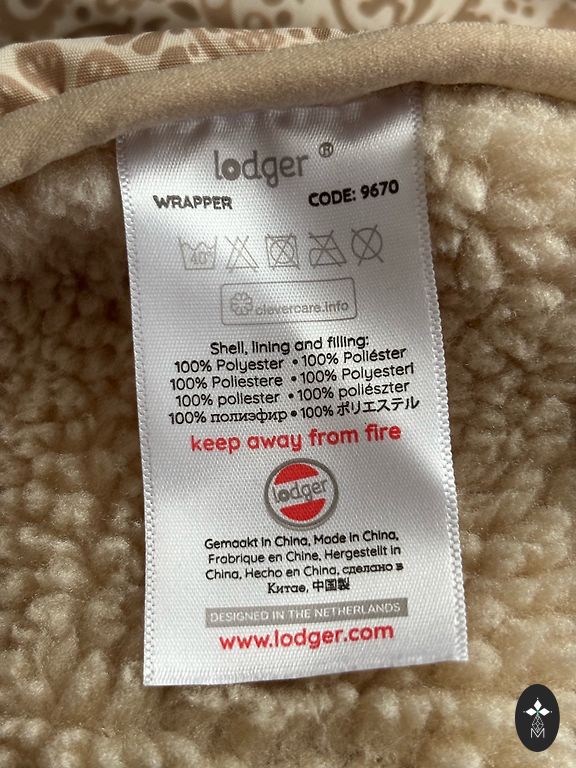 lodger ®
WRAPPER CODE: 9670
40°
clevercare.info
Shell, lining and filling:
100% Polyester • 100% Poliéster
100% Poliestere • 100% Polyesteri
100% poliester • 100% poliészter
100% полиэфир • 100% ポリエステル
keep away from fire
lodger
Gemaakt in China, Made in China,
Frabrique en Chine, Hergestellt in
China, Hecho en China, сделано в
Китае, 中国製
DESIGNED IN THE NETHERLANDS
www.lodger.com
M